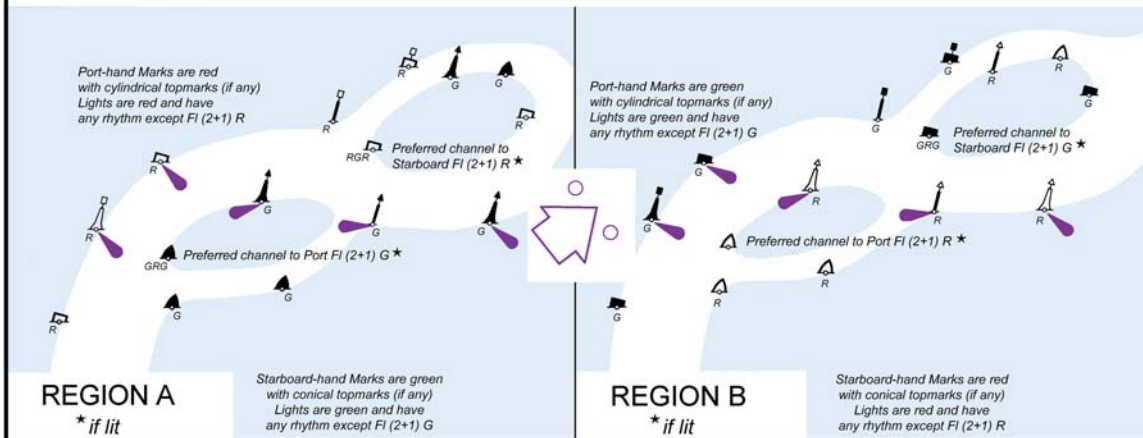 Port-hand Marks are red
with cylindrical topmarks (if any)
Lights are red and have
any rhythm except Fl (2+1) R
R
G
G
R
R
RGR
Preferred channel to
Starboard Fl (2+1) R ★
R
G
G
G
R
GRG
Preferred channel to Port Fl (2+1) G ★
G
G
R
REGION A
★ if lit
Starboard-hand Marks are green
with conical topmarks (if any)
Lights are green and have
any rhythm except Fl (2+1) G
Port-hand Marks are green
with cylindrical topmarks (if any)
Lights are green and have
any rhythm except Fl (2+1) G
G
R
R
G
G
GRG
Preferred channel to
Starboard Fl (2+1) G ★
G
R
R
R
G
Preferred channel to Port Fl (2+1) R ★
R
R
G
REGION B
★ if lit
Starboard-hand Marks are red
with conical topmarks (if any)
Lights are red and have
any rhythm except Fl (2+1) R